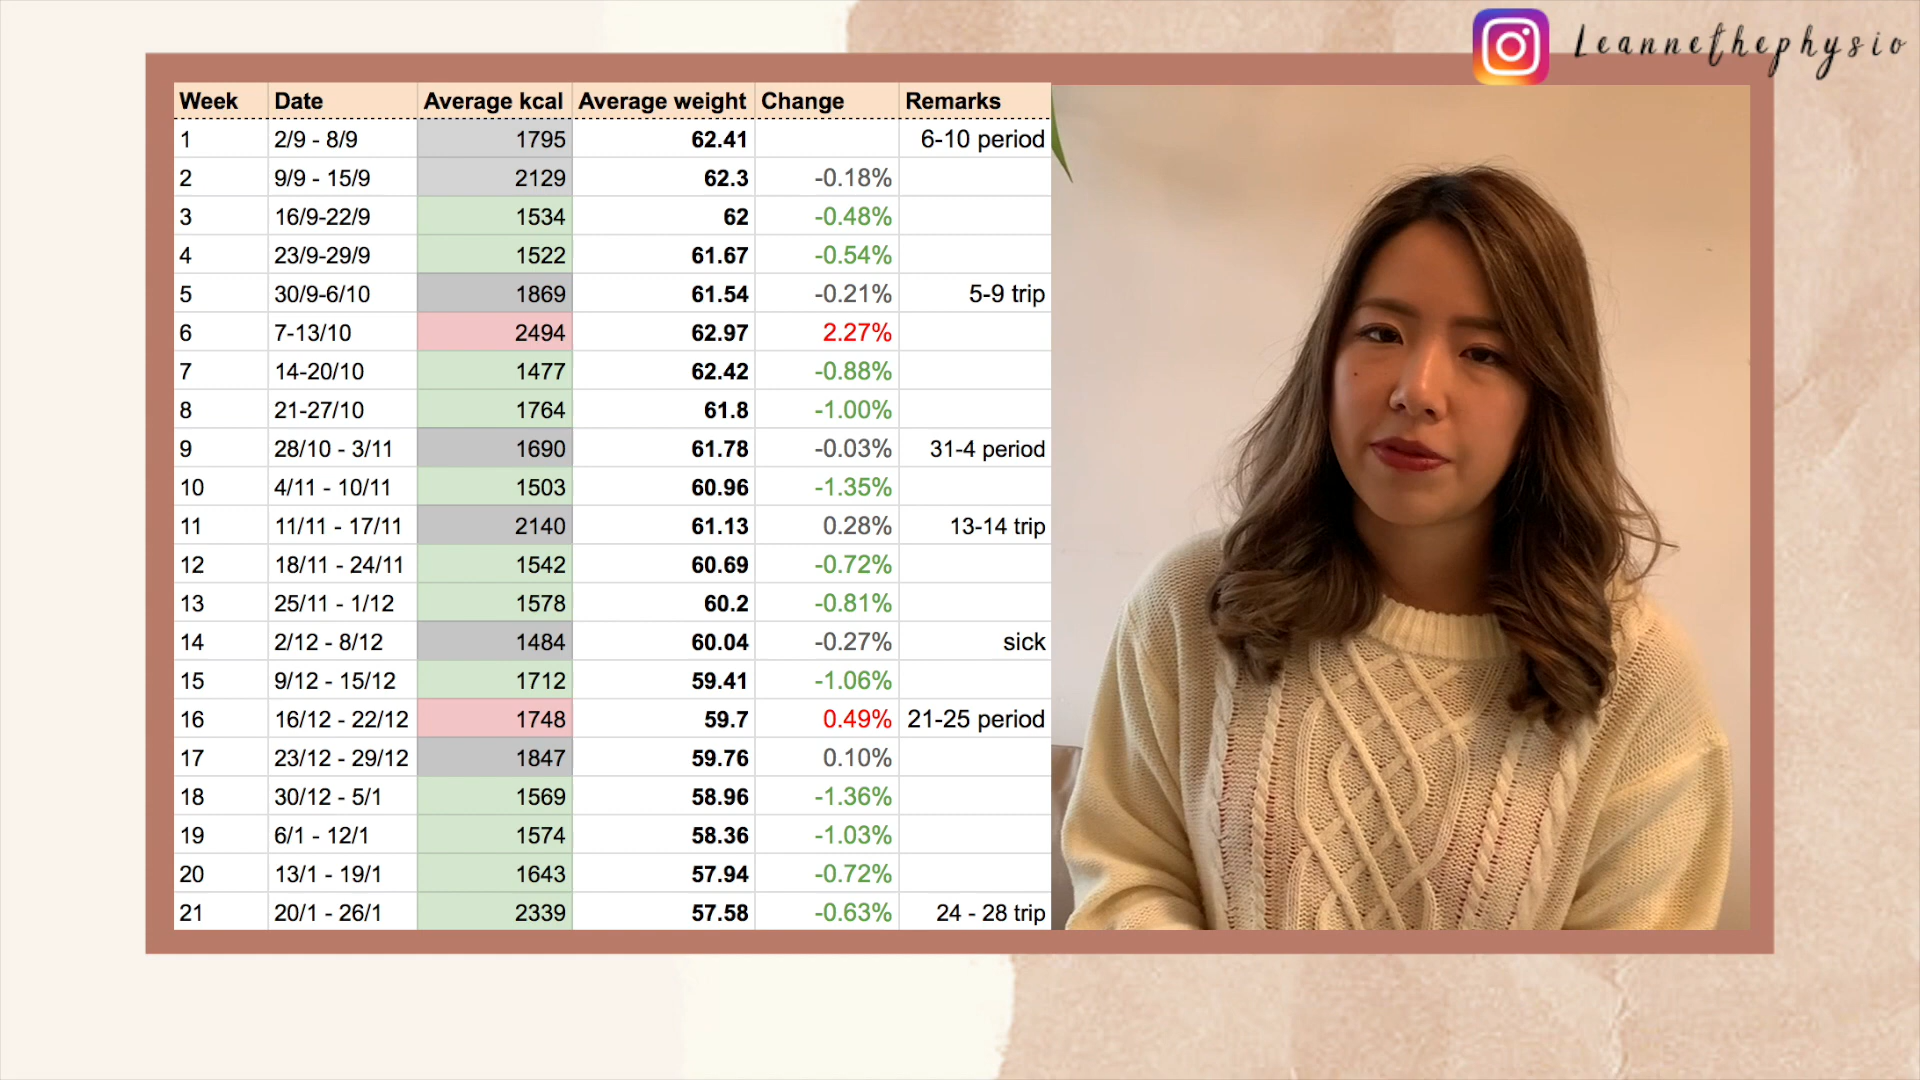 Leannethephysio
Week Date Average kcal Average weight Change Remarks
1 2/9 - 8/9 1795 62.41 6-10 period
2 9/9 - 15/9 2129 62.3 -0.18%
3 16/9-22/9 1534 62 -0.48%
4 23/9-29/9 1522 61.67 -0.54%
5 30/9-6/10 1869 61.54 -0.21% 5-9 trip
6 7-13/10 2494 62.97 2.27%
7 14-20/10 1477 62.42 -0.88%
8 21-27/10 1764 61.8 -1.00%
9 28/10 - 3/11 1690 61.78 -0.03% 31-4 period
10 4/11 - 10/11 1503 60.96 -1.35%
11 11/11 - 17/11 2140 61.13 0.28% 13-14 trip
12 18/11 - 24/11 1542 60.69 -0.72%
13 25/11 - 1/12 1578 60.2 -0.81%
14 2/12 - 8/12 1484 60.04 -0.27% sick
15 9/12 - 15/12 1712 59.41 -1.06%
16 16/12 - 22/12 1748 59.7 0.49% 21-25 period
17 23/12 - 29/12 1847 59.76 0.10%
18 30/12 - 5/1 1569 58.96 -1.36%
19 6/1 - 12/1 1574 58.36 -1.03%
20 13/1 - 19/1 1643 57.94 -0.72%
21 20/1 - 26/1 2339 57.58 -0.63% 24 - 28 trip